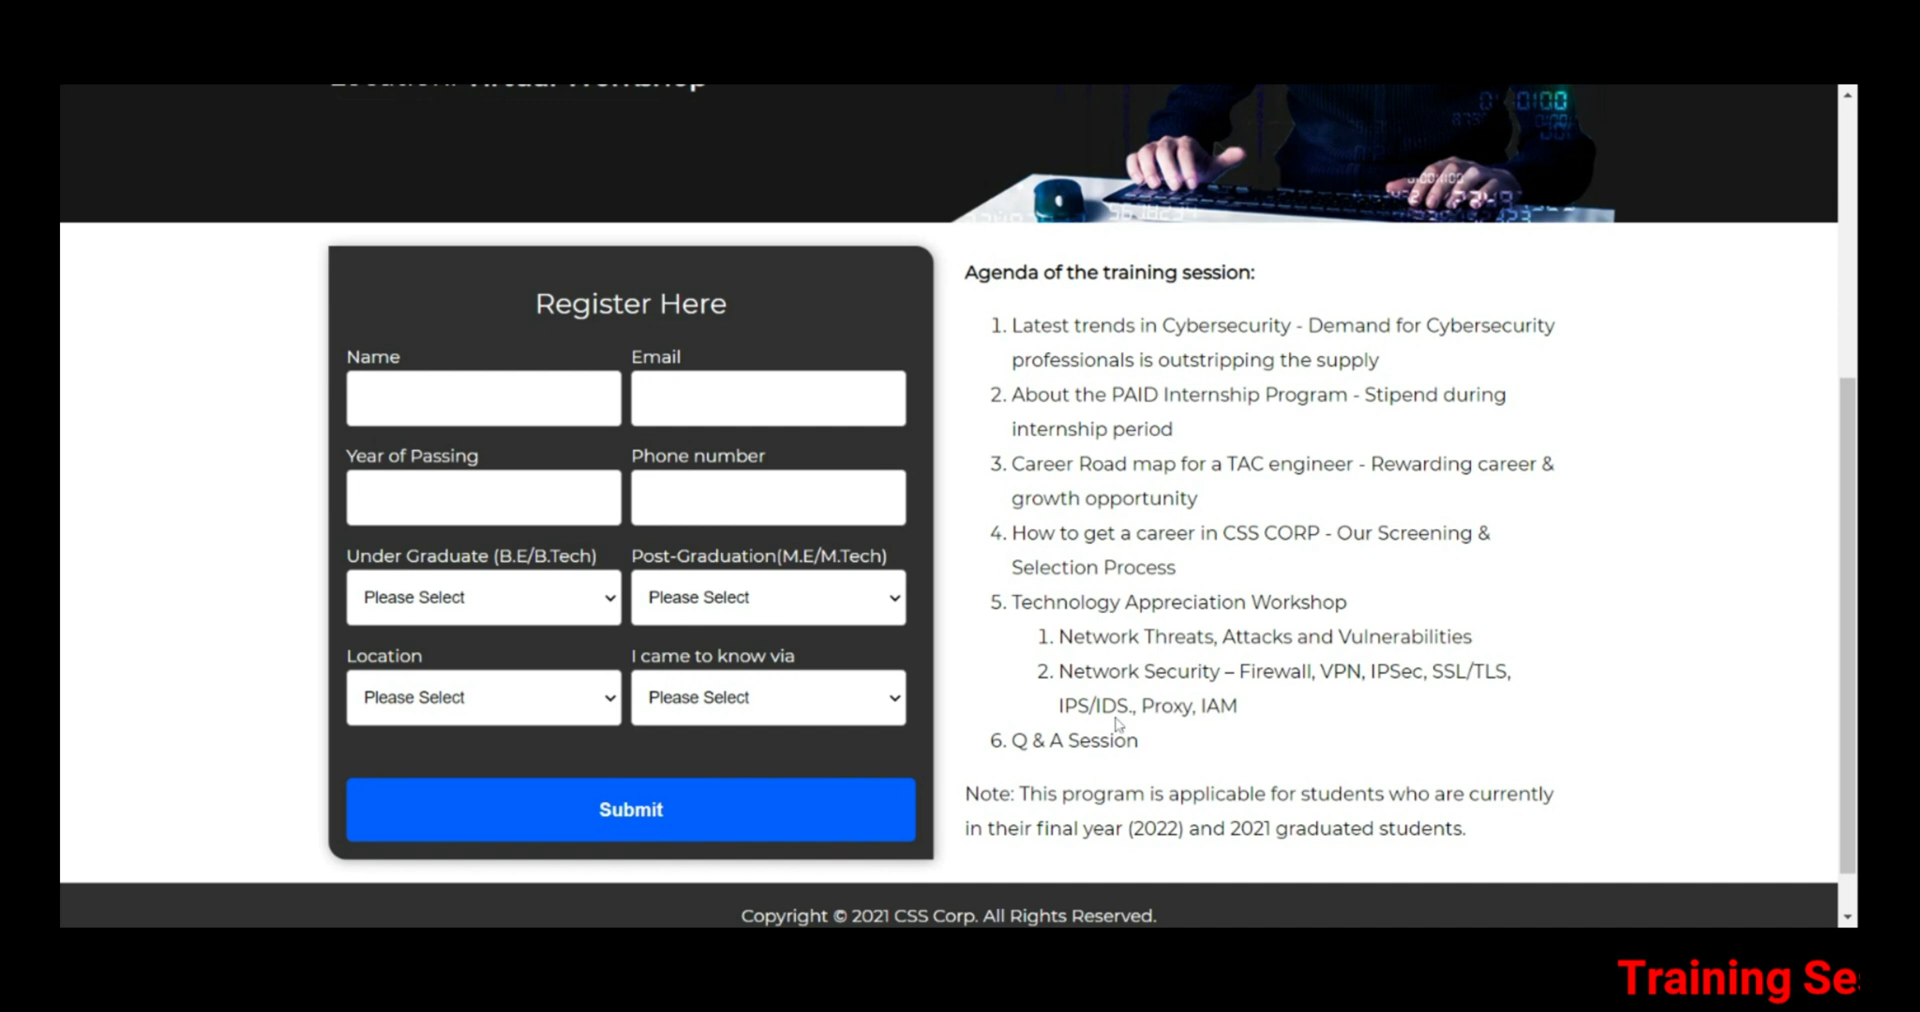 Location: Virtual Workshop
Register Here
Name
Email
Year of Passing
Phone number
Under Graduate (B.E/B.Tech)
Post-Graduation(M.E/M.Tech)
Please Select
Please Select
Location
I came to know via
Please Select
Please Select
Submit
Agenda of the training session:
1. Latest trends in Cybersecurity - Demand for Cybersecurity
professionals is outstripping the supply
2. About the PAID Internship Program - Stipend during
internship period
3. Career Road map for a TAC engineer - Rewarding career &
growth opportunity
4. How to get a career in CSS CORP - Our Screening &
Selection Process
5. Technology Appreciation Workshop
1. Network Threats, Attacks and Vulnerabilities
2. Network Security – Firewall, VPN, IPSec, SSL/TLS,
IPS/IDS., Proxy, IAM
6. Q & A Session
Note: This program is applicable for students who are currently
in their final year (2022) and 2021 graduated students.
Copyright © 2021 CSS Corp. All Rights Reserved.
Training Se